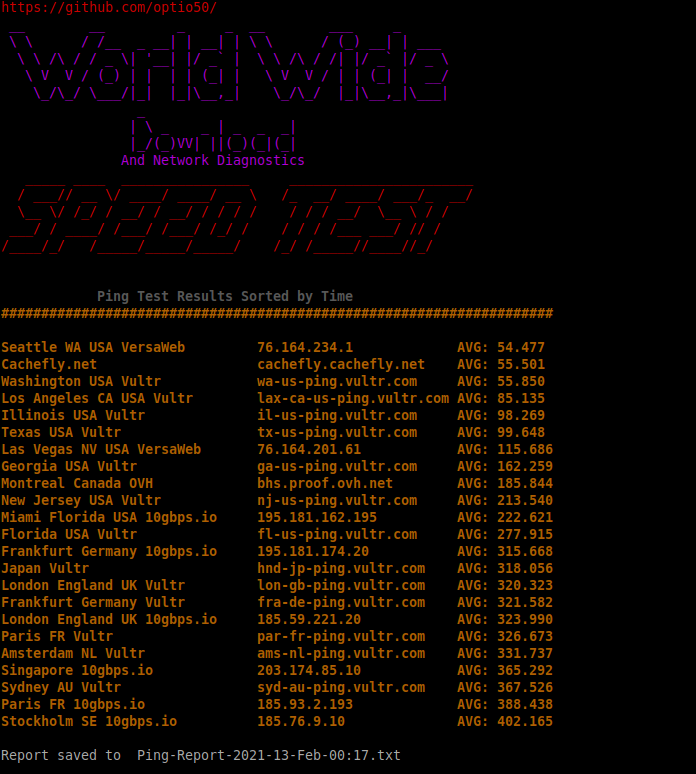 https://github.com/optio50/
World Wide
Download
And Network Diagnostics
SPEED TEST
Ping Test Results Sorted by Time
#####################################################################
Seattle WA USA VersaWeb 76.164.234.1 AVG: 54.477
Cachefly.net cachefly.cachefly.net AVG: 55.501
Washington USA Vultr wa-us-ping.vultr.com AVG: 55.850
Los Angeles CA USA Vultr lax-ca-us-ping.vultr.com AVG: 85.135
Illinois USA Vultr il-us-ping.vultr.com AVG: 98.269
Texas USA Vultr tx-us-ping.vultr.com AVG: 99.648
Las Vegas NV USA VersaWeb 76.164.201.61 AVG: 115.686
Georgia USA Vultr ga-us-ping.vultr.com AVG: 162.259
Montreal Canada OVH bhs.proof.ovh.net AVG: 185.844
New Jersey USA Vultr nj-us-ping.vultr.com AVG: 213.540
Miami Florida USA 10gbps.io 195.181.162.195 AVG: 222.621
Florida USA Vultr fl-us-ping.vultr.com AVG: 277.915
Frankfurt Germany 10gbps.io 195.181.174.20 AVG: 315.668
Japan Vultr hnd-jp-ping.vultr.com AVG: 318.056
London England UK Vultr lon-gb-ping.vultr.com AVG: 320.323
Frankfurt Germany Vultr fra-de-ping.vultr.com AVG: 321.582
London England UK 10gbps.io 185.59.221.20 AVG: 323.990
Paris FR Vultr par-fr-ping.vultr.com AVG: 326.673
Amsterdam NL Vultr ams-nl-ping.vultr.com AVG: 331.737
Singapore 10gbps.io 203.174.85.10 AVG: 365.292
Sydney AU Vultr syd-au-ping.vultr.com AVG: 367.526
Paris FR 10gbps.io 185.93.2.193 AVG: 388.438
Stockholm SE 10gbps.io 185.76.9.10 AVG: 402.165
Report saved to Ping-Report-2021-13-Feb-00:17.txt